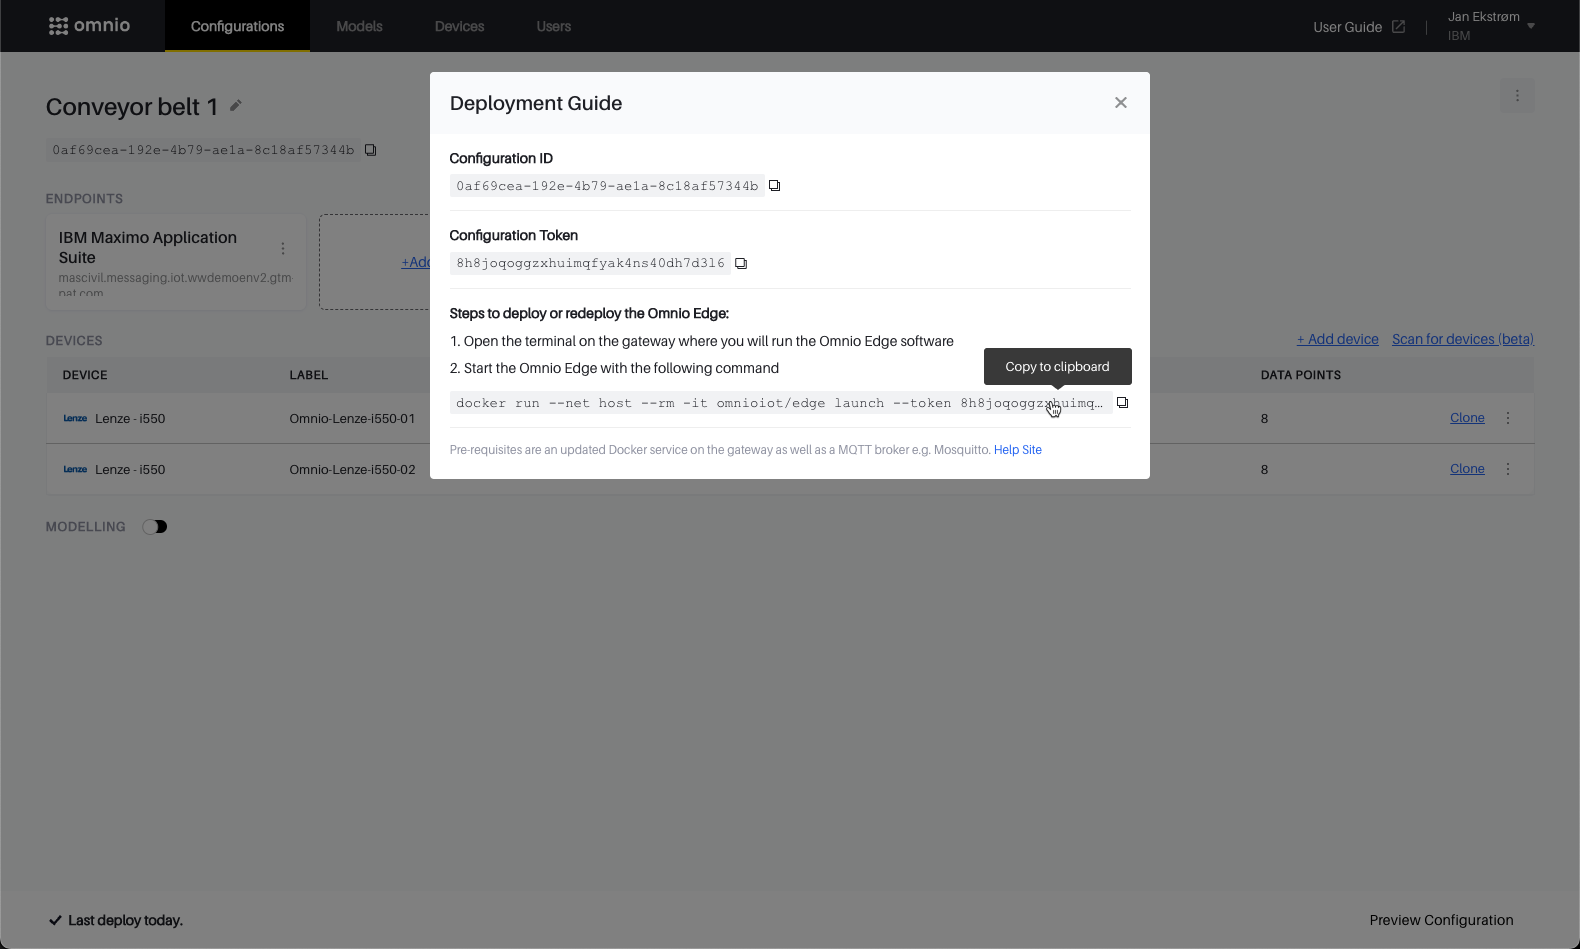 omnio
Configurations
Models
Devices
Users
User Guide
Jan Ekstrøm
IBM
Conveyor belt 1
0af69cea-192e-4b79-ae1a-8c18af57344b
ENDPOINTS
IBM Maximo Application
Suite
mascivil.messaging.iot.wwdemoenv2.gtm-
pat.com
+Add
DEVICES
+ Add device
Scan for devices (beta)
DEVICE
LABEL
DATA POINTS
Lenze
Lenze - i550
Omnio-Lenze-i550-01
8
Clone
Lenze
Lenze - i550
Omnio-Lenze-i550-02
8
Clone
MODELLING
Deployment Guide
Configuration ID
0af69cea-192e-4b79-ae1a-8c18af57344b
Configuration Token
8h8joqoggzxhuimqfyak4ns40dh7d3l6
Steps to deploy or redeploy the Omnio Edge:
1. Open the terminal on the gateway where you will run the Omnio Edge software
2. Start the Omnio Edge with the following command
Copy to clipboard
docker run --net host --rm -it omnioiot/edge launch --token 8h8joqoggzxhuimq…
Pre-requisites are an updated Docker service on the gateway as well as a MQTT broker e.g. Mosquitto. Help Site
Last deploy today.
Preview Configuration